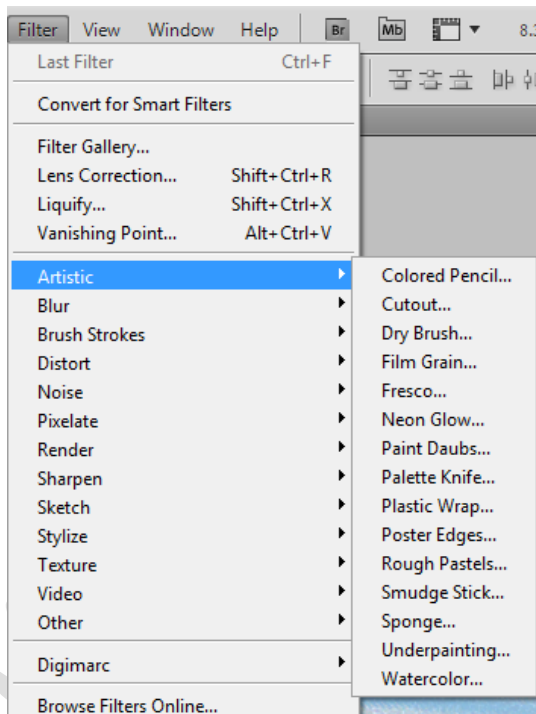 Filter View Window Help Br Mb 8.3
Last Filter Ctrl+F
Convert for Smart Filters
Filter Gallery...
Lens Correction... Shift+Ctrl+R
Liquify... Shift+Ctrl+X
Vanishing Point... Alt+Ctrl+V
Artistic
Blur
Brush Strokes
Distort
Noise
Pixelate
Render
Sharpen
Sketch
Stylize
Texture
Video
Other
Digimarc
Browse Filters Online...
Colored Pencil...
Cutout...
Dry Brush...
Film Grain...
Fresco...
Neon Glow...
Paint Daubs...
Palette Knife...
Plastic Wrap...
Poster Edges...
Rough Pastels...
Smudge Stick...
Sponge...
Underpainting...
Watercolor...